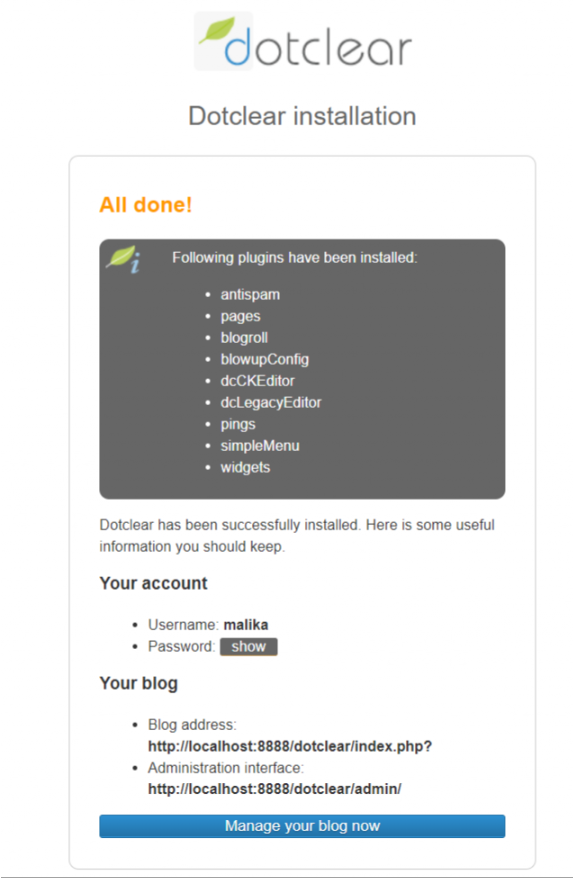 dotclear
Dotclear installation
All done!
Following plugins have been installed:
• antispam
• pages
• blogroll
• blowupConfig
• dcCKEditor
• dcLegacyEditor
• pings
• simpleMenu
• widgets
Dotclear has been successfully installed. Here is some useful
information you should keep.
Your account
• Username: malika
• Password: show
Your blog
• Blog address:
http://localhost:8888/dotclear/index.php?
• Administration interface:
http://localhost:8888/dotclear/admin/
Manage your blog now